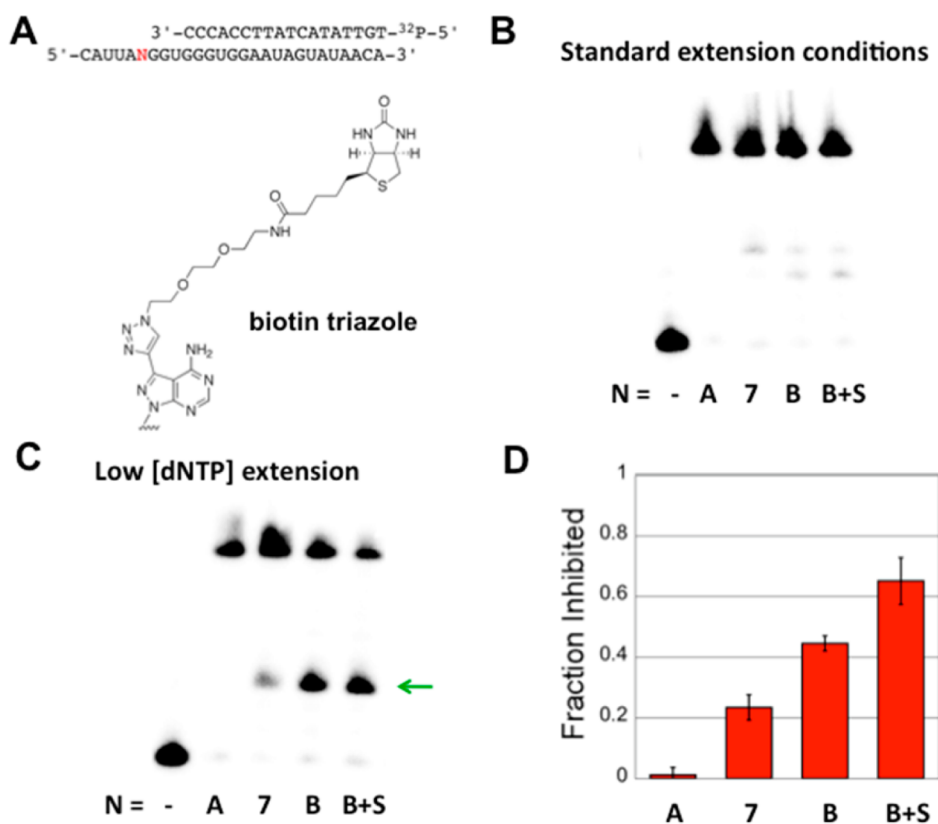 A
3'-CCCACCTTATCATATTGT-³²P-5'
5'-CAUUANGGUGGGUGGAAUAGUAUAACA-3'
O
HN
NH
H
H
S
O
NH
O
O
N
N
N
NH₂
N
N
N
N
biotin triazole
B
Standard extension conditions
N = - A 7 B B+S
C
Low [dNTP] extension
N = - A 7 B B+S
D
Fraction Inhibited
1
0.8
0.6
0.4
0.2
0
A 7 B B+S